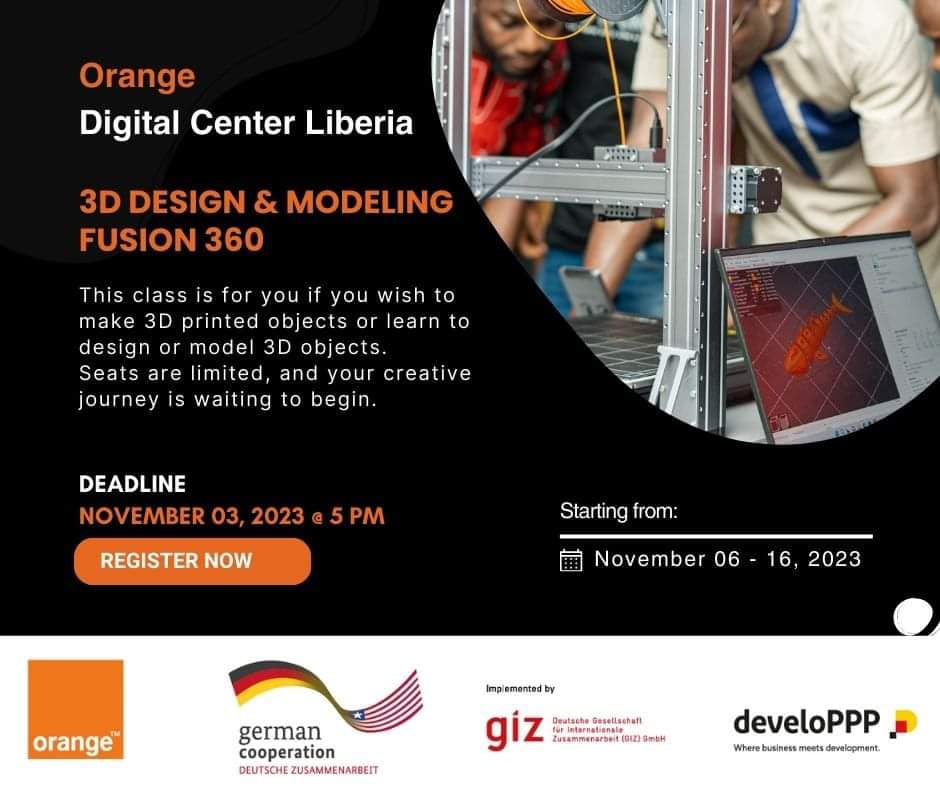 Orange
Digital Center Liberia
3D DESIGN & MODELING
FUSION 360
This class is for you if you wish to
make 3D printed objects or learn to
design or model 3D objects.
Seats are limited, and your creative
journey is waiting to begin.
DEADLINE
NOVEMBER 03, 2023 @ 5 PM
REGISTER NOW
Starting from:
November 06 - 16, 2023
orange™
german
cooperation
DEUTSCHE ZUSAMMENARBEIT
Implemented by
giz
Deutsche Gesellschaft
für Internationale
Zusammenarbeit (GIZ) GmbH
develoPPP
Where business meets development.